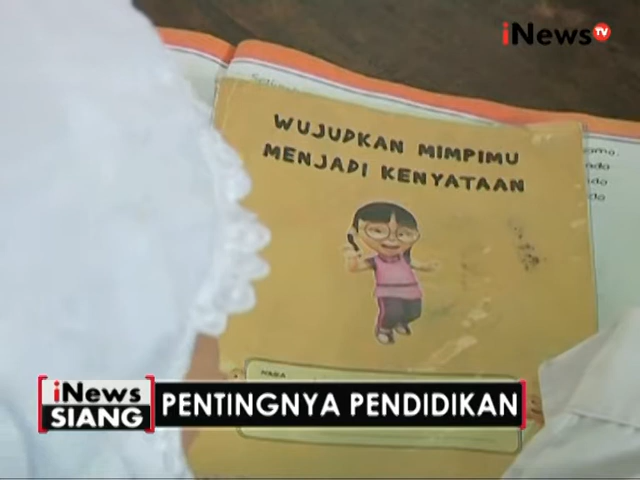 iNews TV
WUJUDKAN MIMPIMU
MENJADI KENYATAAN
NAMA
iNews
SIANG
PENTINGNYA PENDIDIKAN